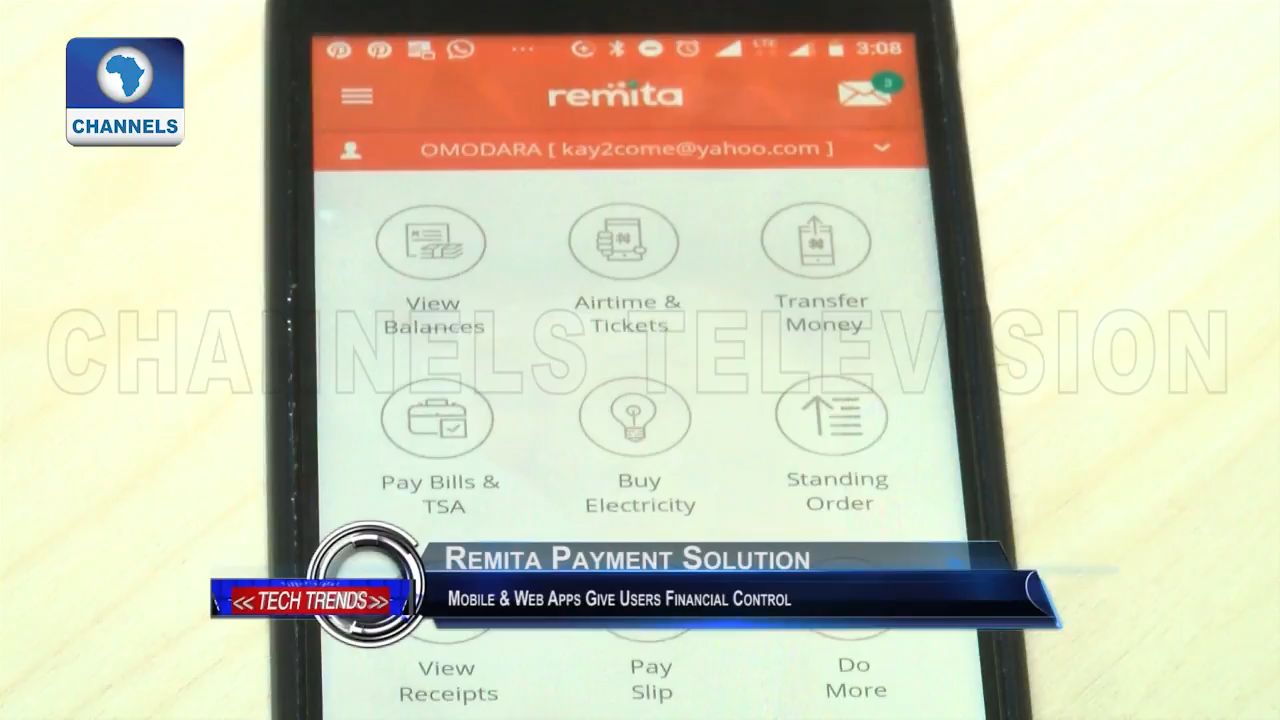 CHANNELS
LTE
3:08
remita
3
OMODARA [ kay2come@yahoo.com ]
View
Balances
Airtime &
Tickets
Transfer
Money
CHANNELS TELEVISION
Pay Bills &
TSA
Buy
Electricity
Standing
Order
REMITA PAYMENT SOLUTION
<< TECH TRENDS >>
MOBILE & WEB APPS GIVE USERS FINANCIAL CONTROL
View
Receipts
Pay
Slip
Do
More